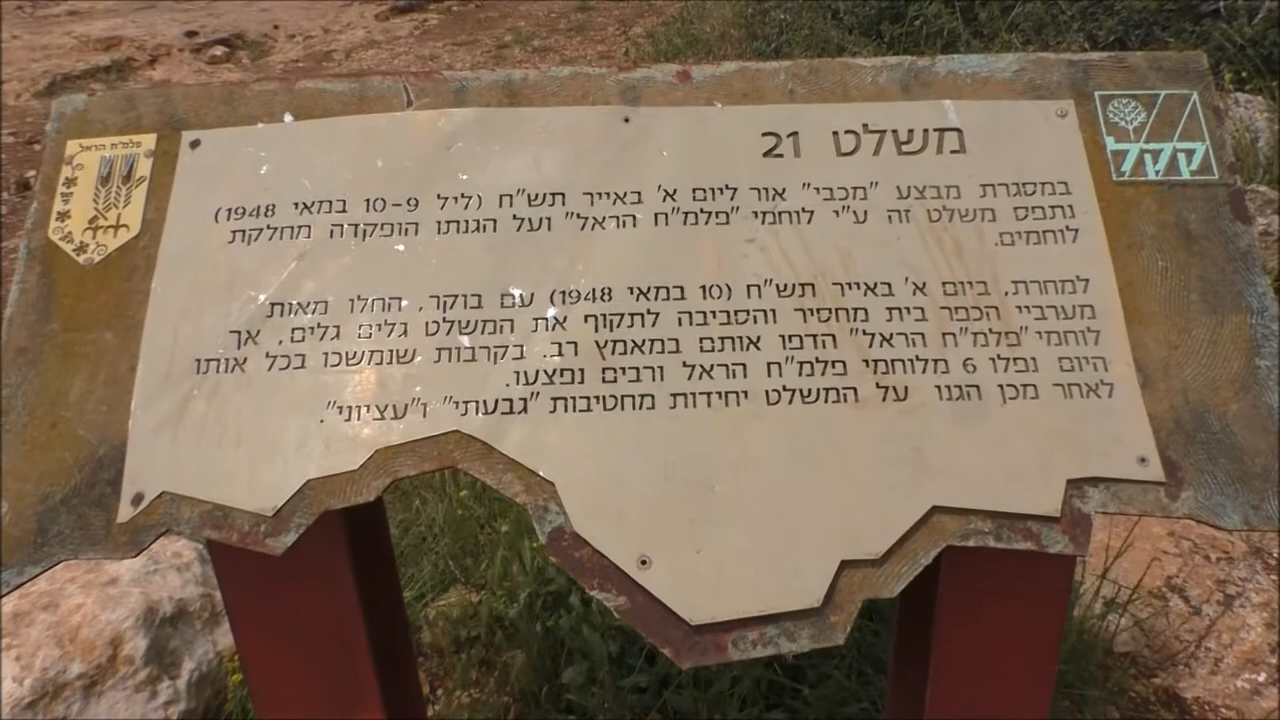 משלט 21
במסגרת מבצע "מכבי" אור ליום א' באייר תש"ח (ליל 9-10 במאי 1948)
נתפס משלט זה ע"י לוחמי "פלמ"ח הראל" ועל הגנתו הופקדה מחלקת
לוחמים.
למחרת, ביום א' באייר תש"ח (10 במאי 1948) עם בוקר, החלו מאות
מערביי הכפר בית מחסיר והסביבה לתקוף את המשלט גלים גלים, אך
לוחמי "פלמ"ח הראל" הדפו אותם במאמץ רב. בקרבות שנמשכו בכל אותו
היום נפלו 6 מלוחמי פלמ"ח הראל ורבים נפצעו.
לאחר מכן הגנו על המשלט יחידות מחטיבות "גבעתי" ו"עציוני".
פלמ"ח הראל
קקל